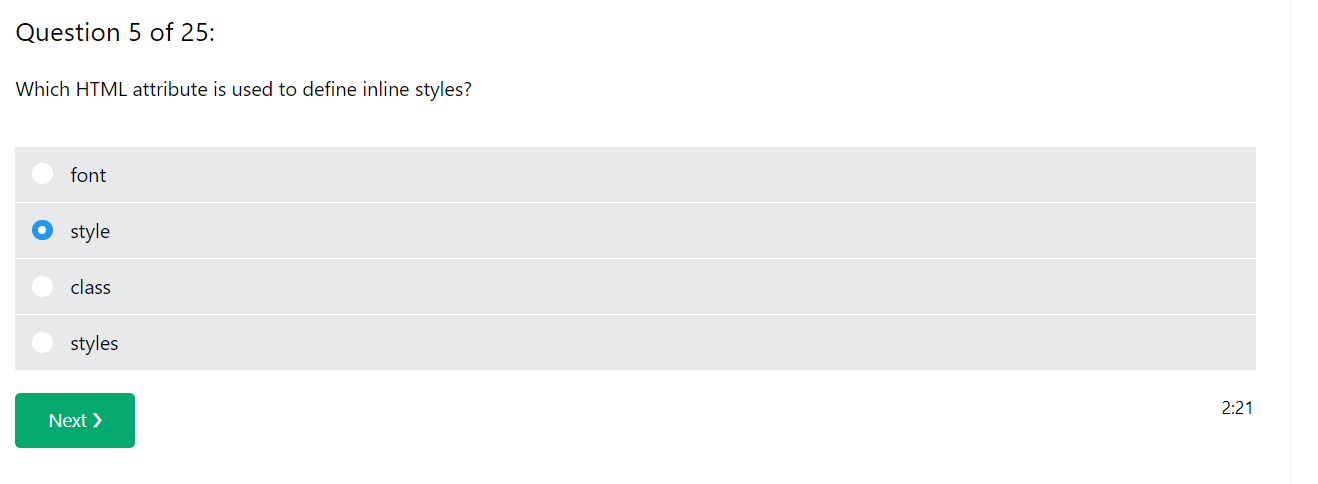 Question 5 of 25:
Which HTML attribute is used to define inline styles?
font
style
class
styles
Next ❯
2:21